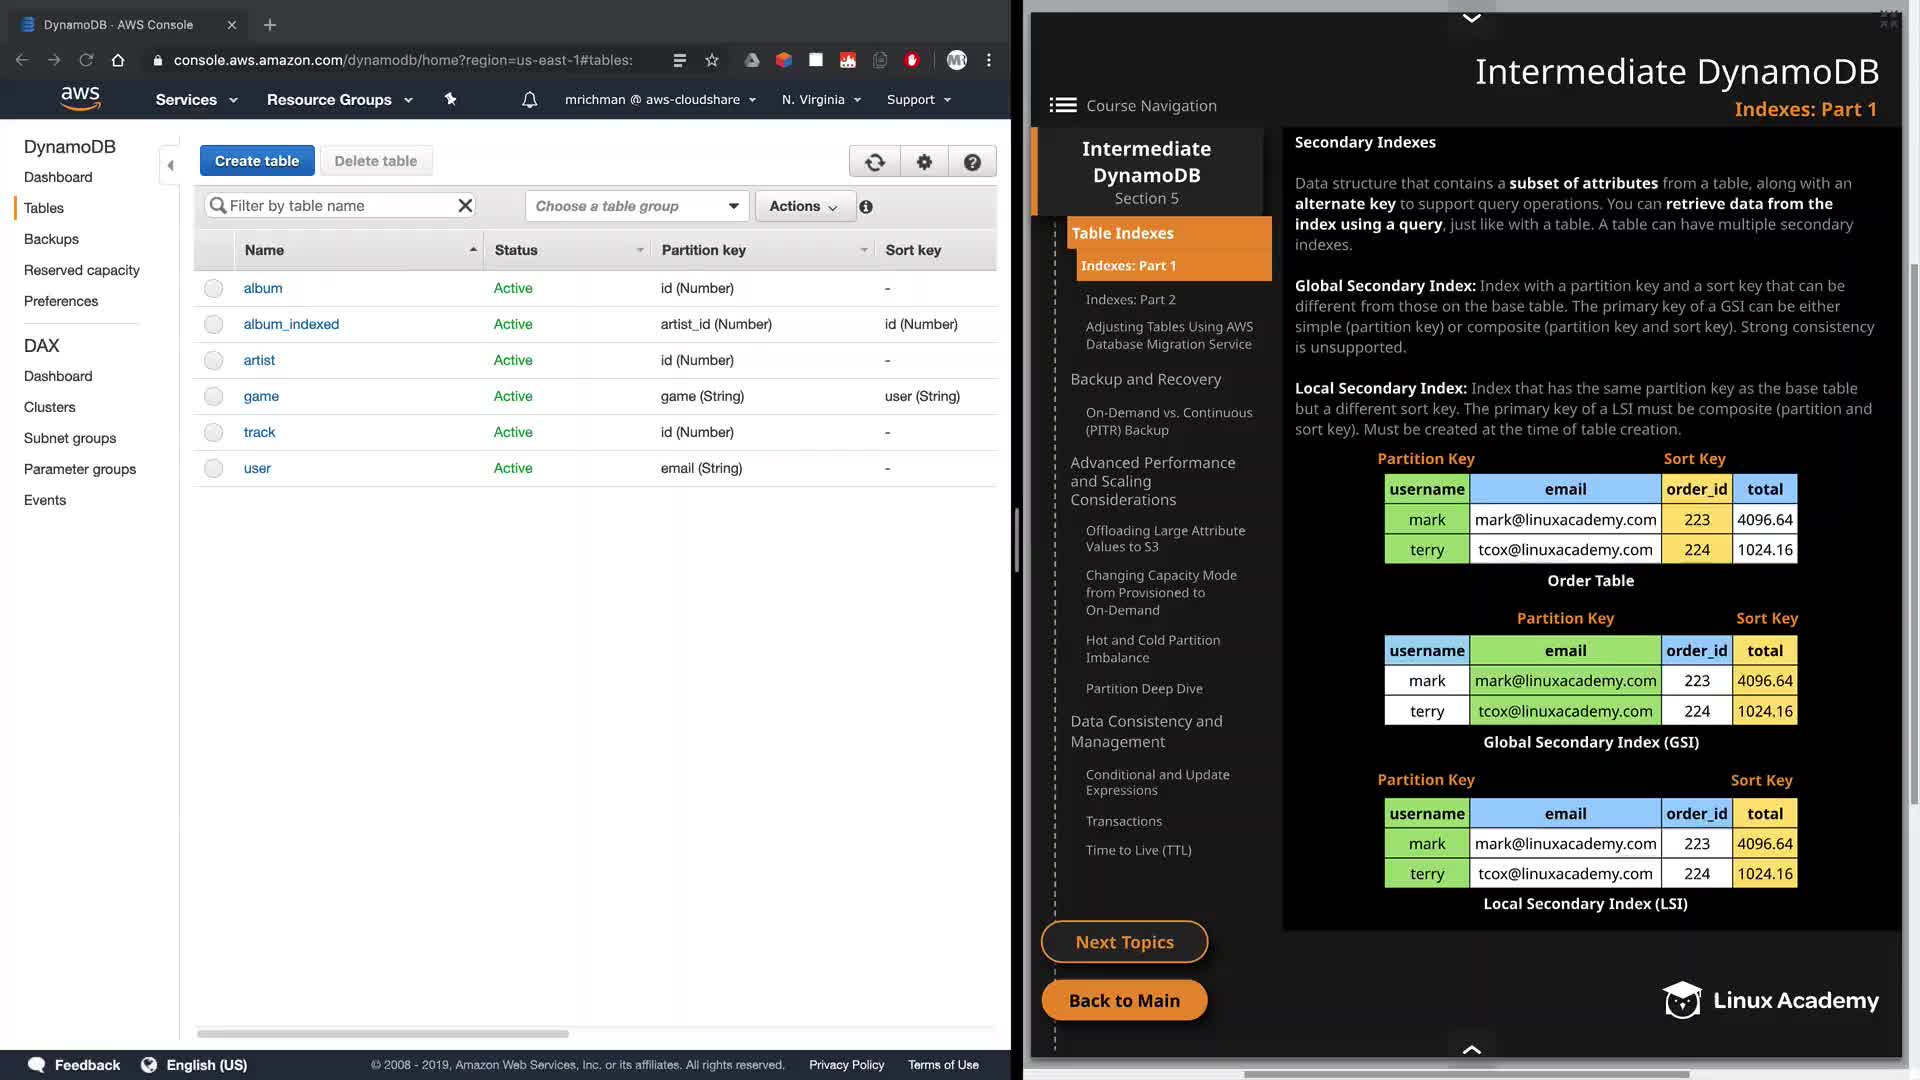 DynamoDB - AWS Console
console.aws.amazon.com/dynamodb/home?region=us-east-1#tables:
MR
aws
Services
Resource Groups
mrichman @ aws-cloudshare
N. Virginia
Support
DynamoDB
Dashboard
Tables
Backups
Reserved capacity
Preferences
DAX
Dashboard
Clusters
Subnet groups
Parameter groups
Events
Create table
Delete table
Filter by table name
Choose a table group
Actions
Name Status Partition key Sort key
album Active id (Number) -
album_indexed Active artist_id (Number) id (Number)
artist Active id (Number) -
game Active game (String) user (String)
track Active id (Number) -
user Active email (String) -
Feedback
English (US)
© 2008 - 2019, Amazon Web Services, Inc. or its affiliates. All rights reserved.
Privacy Policy
Terms of Use
Intermediate DynamoDB
Indexes: Part 1
Course Navigation
Intermediate
DynamoDB
Section 5
Table Indexes
Indexes: Part 1
Indexes: Part 2
Adjusting Tables Using AWS
Database Migration Service
Backup and Recovery
On-Demand vs. Continuous
(PITR) Backup
Advanced Performance
and Scaling
Considerations
Offloading Large Attribute
Values to S3
Changing Capacity Mode
from Provisioned to
On-Demand
Hot and Cold Partition
Imbalance
Partition Deep Dive
Data Consistency and
Management
Conditional and Update
Expressions
Transactions
Time to Live (TTL)
Next Topics
Back to Main
Secondary Indexes
Data structure that contains a subset of attributes from a table, along with an
alternate key to support query operations. You can retrieve data from the
index using a query, just like with a table. A table can have multiple secondary
indexes.
Global Secondary Index: Index with a partition key and a sort key that can be
different from those on the base table. The primary key of a GSI can be either
simple (partition key) or composite (partition key and sort key). Strong consistency
is unsupported.
Local Secondary Index: Index that has the same partition key as the base table
but a different sort key. The primary key of a LSI must be composite (partition and
sort key). Must be created at the time of table creation.
Partition Key Sort Key
username email order_id total
mark mark@linuxacademy.com 223 4096.64
terry tcox@linuxacademy.com 224 1024.16
Order Table
Partition Key Sort Key
username email order_id total
mark mark@linuxacademy.com 223 4096.64
terry tcox@linuxacademy.com 224 1024.16
Global Secondary Index (GSI)
Partition Key Sort Key
username email order_id total
mark mark@linuxacademy.com 223 4096.64
terry tcox@linuxacademy.com 224 1024.16
Local Secondary Index (LSI)
Linux Academy